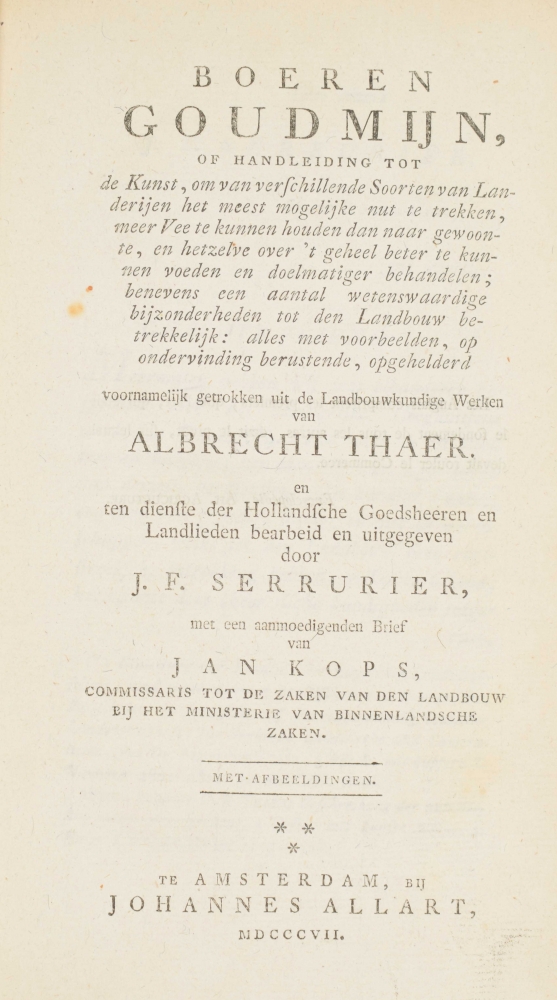 BOEREN
GOUDMIJN,
OF HANDLEIDING TOT
de Kunst, om van verſchillende Soorten van Lan-
derijen het meest mogelijke nut te trekken,
meer Vee te kunnen houden dan naar gewoon-
te, en hetzelve over 't geheel beter te kun-
nen voeden en doelmatiger behandelen;
benevens een aantal wetenswaardige
bijzonderheden tot den Landbouw be-
trekkelijk: alles met voorbeelden, op
ondervinding berustende, opgehelderd
voornamelijk getrokken uit de Landbouwkundige Werken
van
ALBRECHT THAER.
en
ten dienſte der Hollandſche Goedsheeren en
Landlieden bearbeid en uitgegeven
door
J. F. SERRURIER,
met een aanmoedigenden Brief
van
JAN KOPS,
COMMISSARIS TOT DE ZAKEN VAN DEN LANDBOUW
BIJ HET MINISTERIE VAN BINNENLANDSCHE
ZAKEN.
MET AFBEELDINGEN.
* *
*
TE AMSTERDAM, BIJ
JOHANNES ALLART,
MDCCCVII.